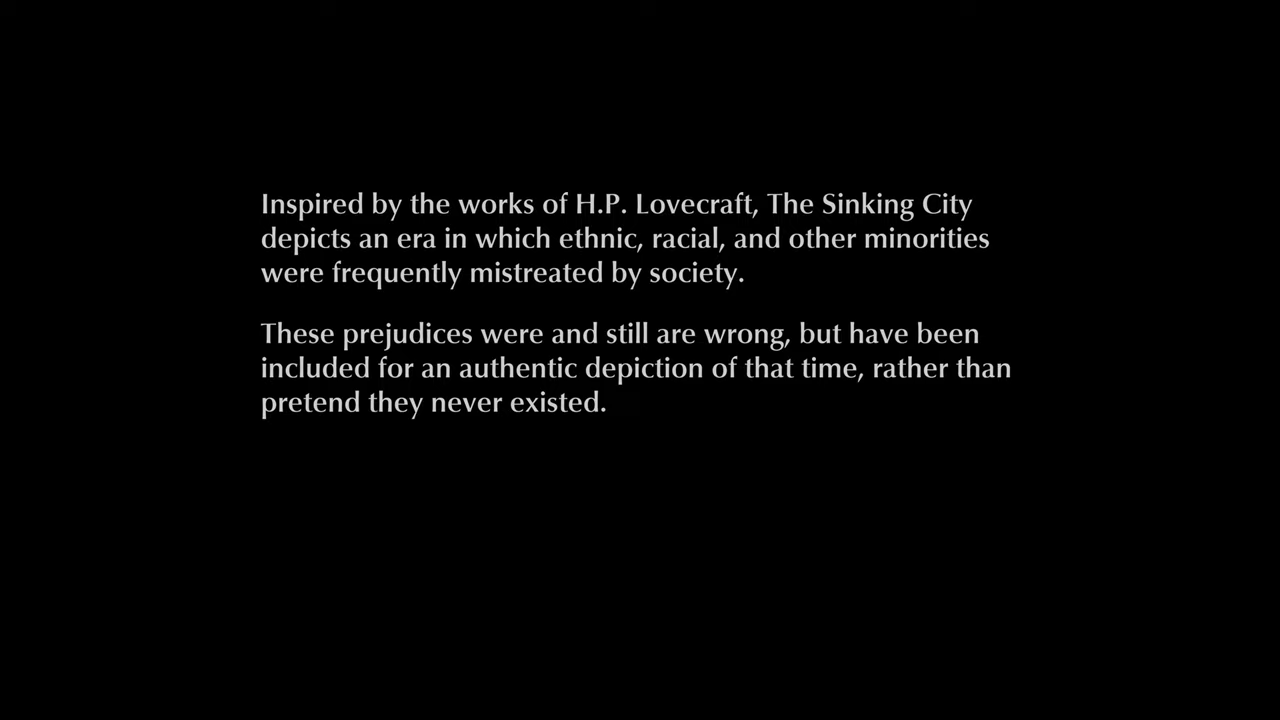 Inspired by the works of H.P. Lovecraft, The Sinking City
depicts an era in which ethnic, racial, and other minorities
were frequently mistreated by society.
These prejudices were and still are wrong, but have been
included for an authentic depiction of that time, rather than
pretend they never existed.